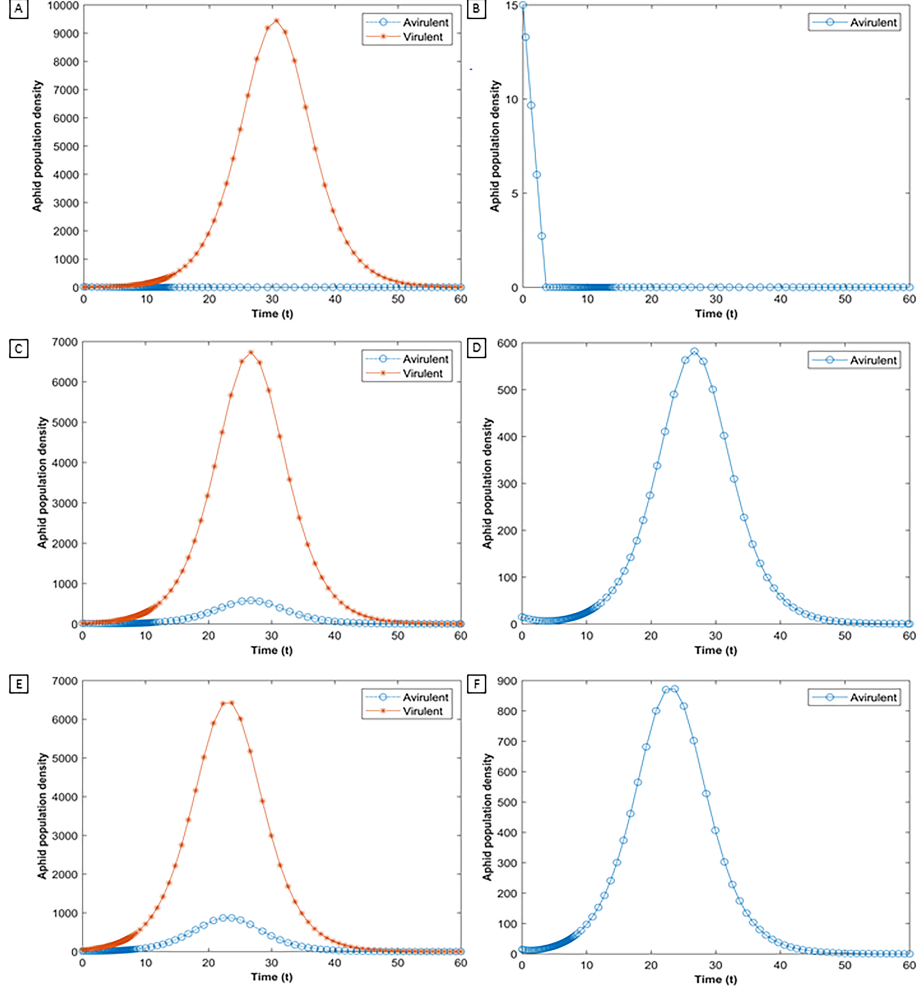 A
Aphid population density
10000
9000
8000
7000
6000
5000
4000
3000
2000
1000
0
0 10 20 30 40 50 60
Time (t)
Avirulent
Virulent
B
Aphid population density
15
10
5
0
0 10 20 30 40 50 60
Time (t)
Avirulent
C
Aphid population density
7000
6000
5000
4000
3000
2000
1000
0
0 10 20 30 40 50 60
Time (t)
Avirulent
Virulent
D
Aphid population density
600
500
400
300
200
100
0
0 10 20 30 40 50 60
Time (t)
Avirulent
E
Aphid population density
7000
6000
5000
4000
3000
2000
1000
0
0 10 20 30 40 50 60
Time (t)
Avirulent
Virulent
F
Aphid population density
900
800
700
600
500
400
300
200
100
0
0 10 20 30 40 50 60
Time (t)
Avirulent